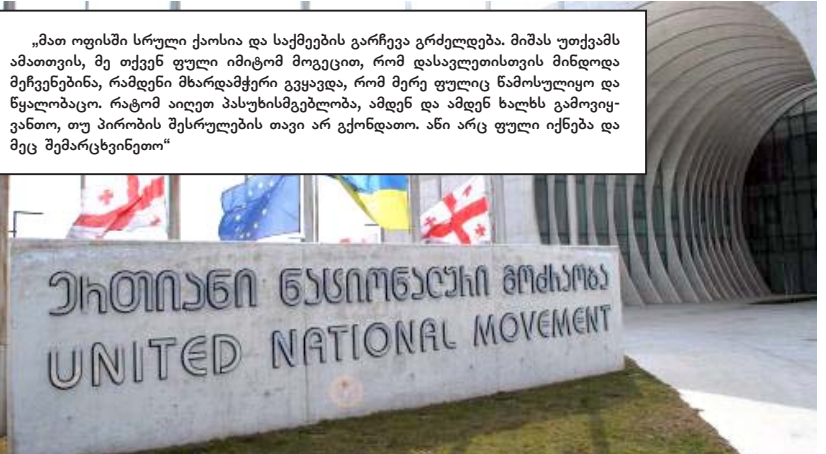 „მათ ოფისში სრული ქაოსია და საქმეების გარჩევა გრძელდება. მიშას უთქვამს
ამათთვის, მე თქვენ ფული იმიტომ მოგეცით, რომ დასავლეთისთვის მინდოდა
მეჩვენებინა, რამდენი მხარდამჭერი გვყავდა, რომ მერე ფულიც წამოსულიყო და
წყალობაცო. რატომ აიღეთ პასუხისმგებლობა, ამდენ და ამდენ ხალხს გამოვიყ-
ვანთო, თუ პირობის შესრულების თავი არ გქონდათო. აწი არც ფული იქნება და
მეც შემარცხვინეთო“
ერთიანი ნაციონალური მოძრაობა
UNITED NATIONAL MOVEMENT